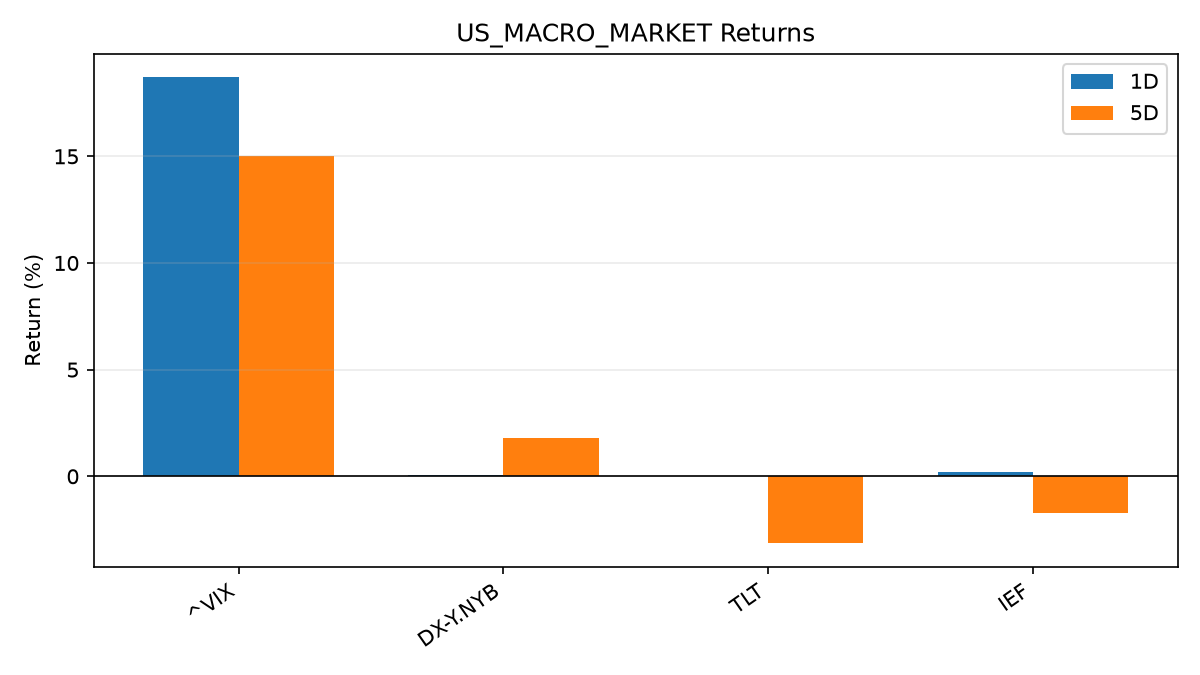 US_MACRO_MARKET Returns
1D
5D
Return (%)
15
10
5
0
^VIX
DX-Y.NYB
TLT
IEF